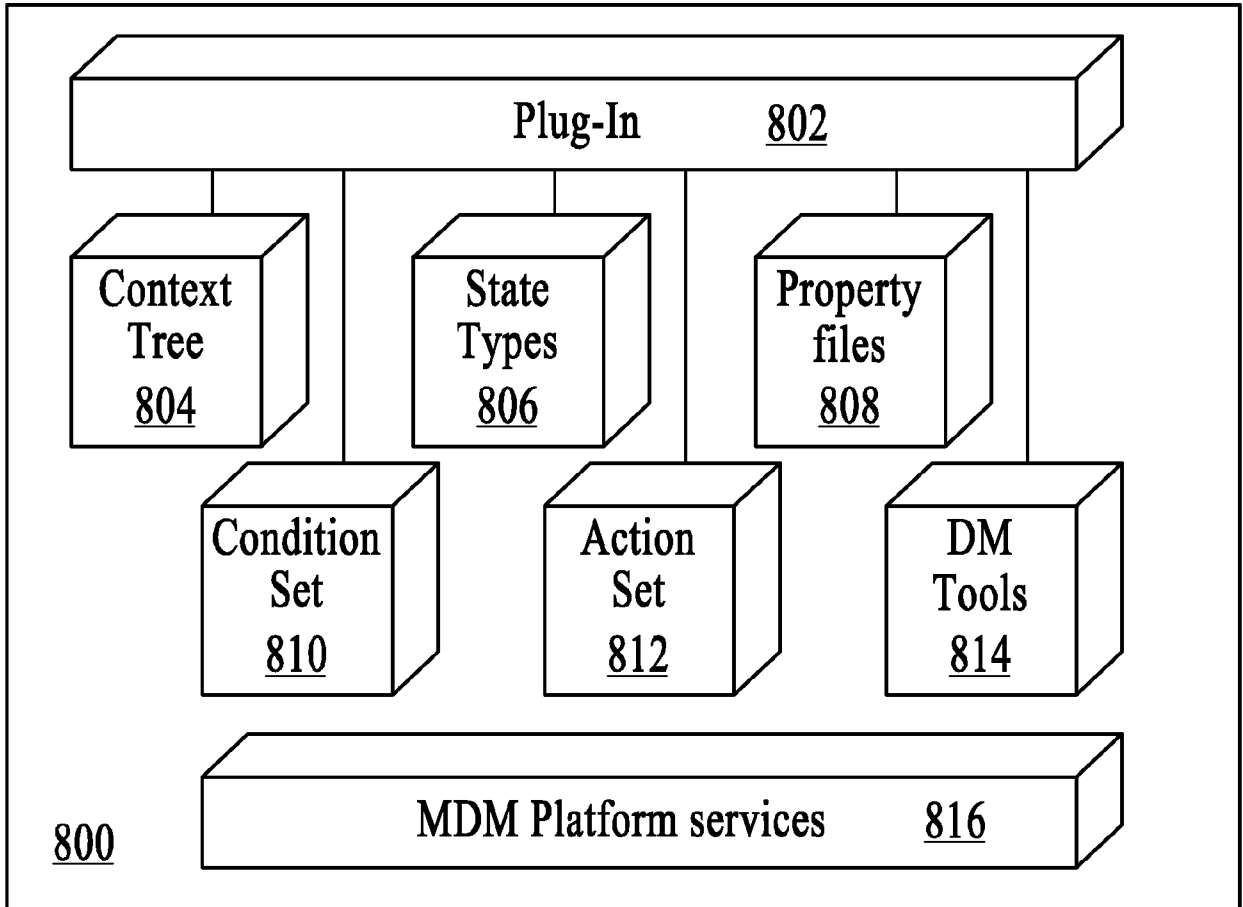 Plug-In 802
Context
Tree
804
State
Types
806
Property
files
808
Condition
Set
810
Action
Set
812
DM
Tools
814
MDM Platform services 816
800